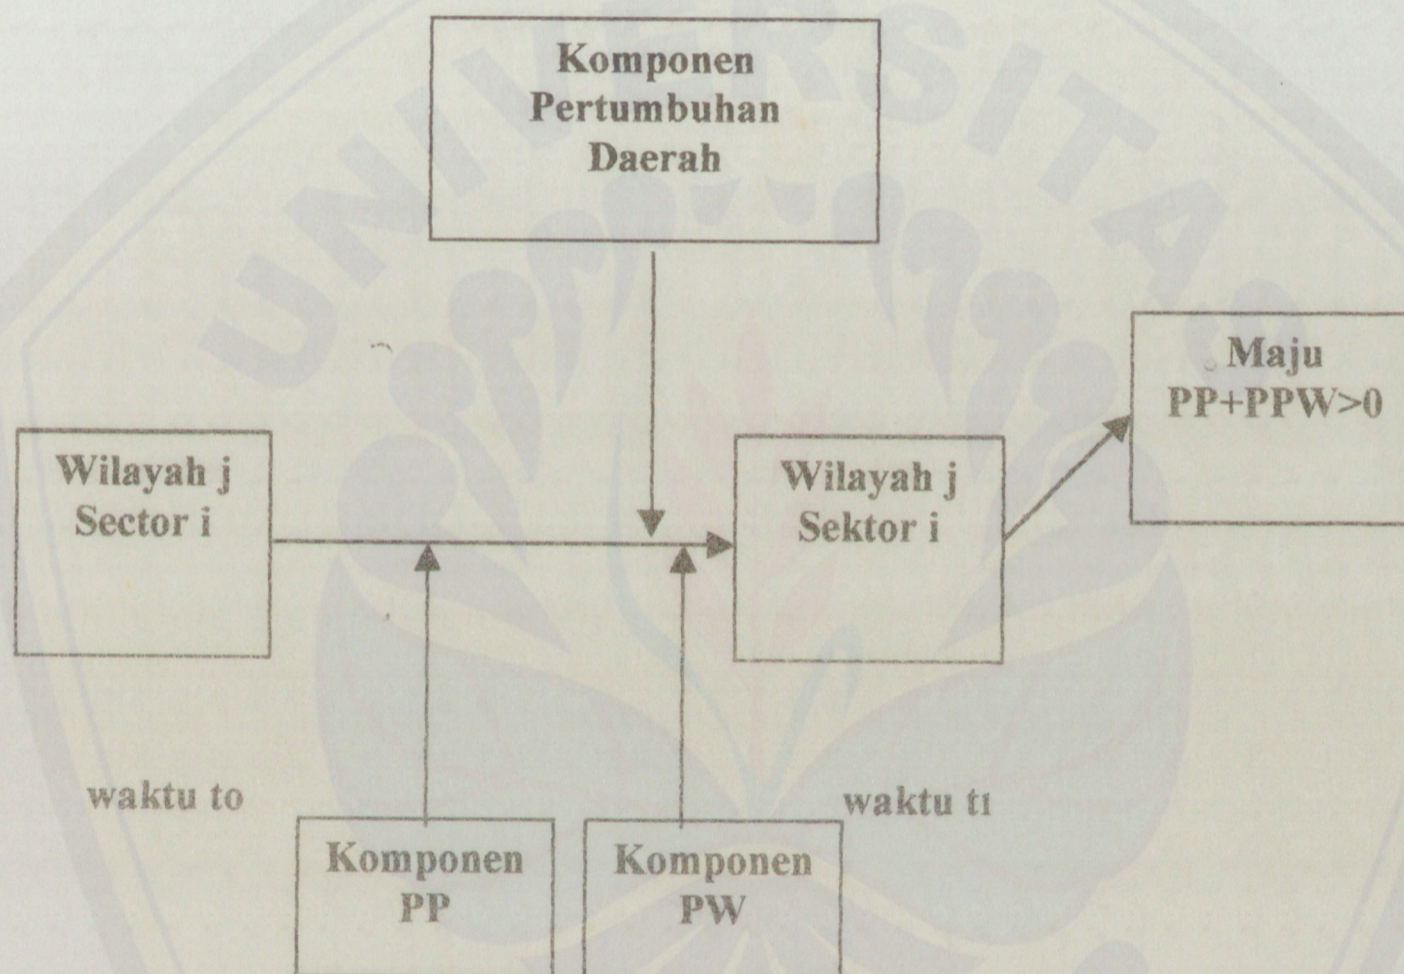 UNIVERSITAS
Komponen
Pertumbuhan
Daerah
Maju
PP+PPW>0
Wilayah j
Sector i
Wilayah j
Sektor i
waktu to
waktu t1
Komponen
PP
Komponen
PW